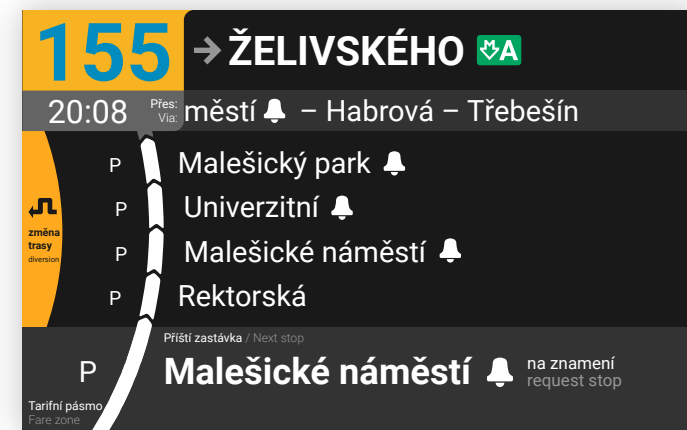 155 → ŽELIVSKÉHO A
20:08 Přes: Via: městí – Habrová – Třebešín
P Malešický park
P Univerzitní
P Malešické náměstí
P Rektorská
změna
trasy
diversion
Příští zastávka / Next stop
P Malešické náměstí na znamení
request stop
Tarifní pásmo
Fare zone